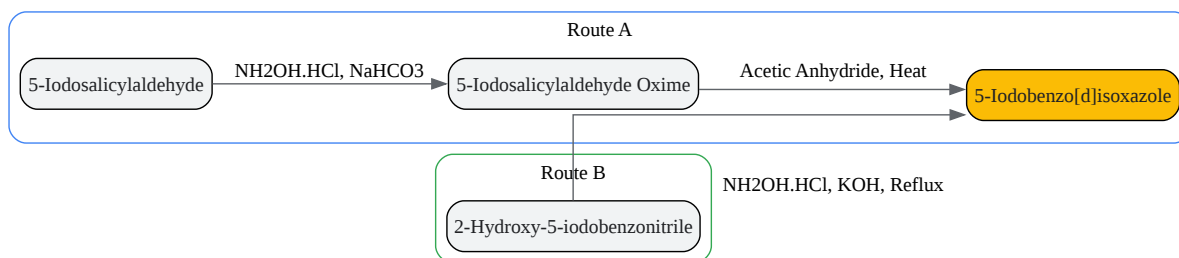 Route A
5-Iodosalicylaldehyde
NH2OH.HCl, NaHCO3
5-Iodosalicylaldehyde Oxime
Acetic Anhydride, Heat
5-Iodobenzo[d]isoxazole
Route B
NH2OH.HCl, KOH, Reflux
2-Hydroxy-5-iodobenzonitrile